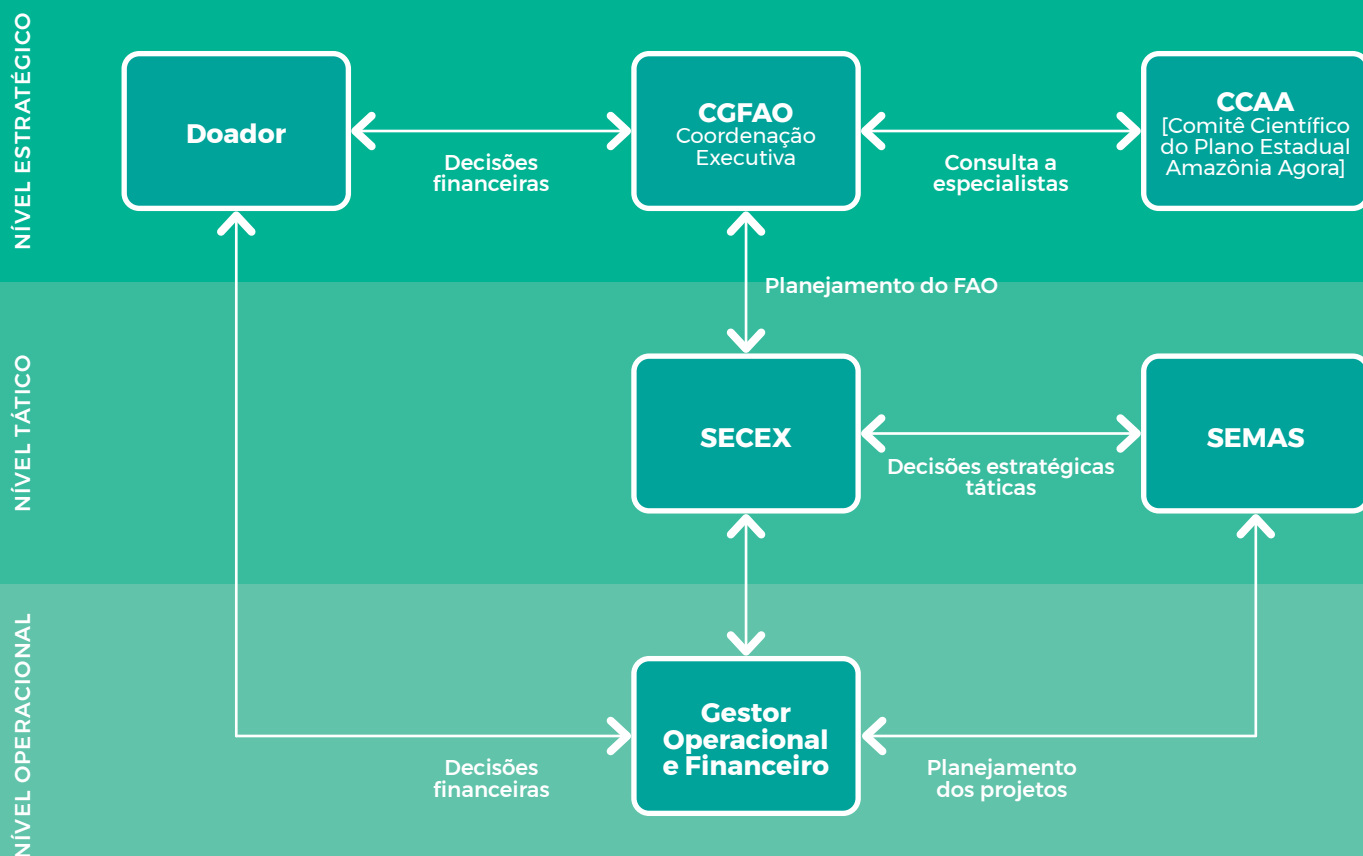 NÍVEL ESTRATÉGICO
Doador
Decisões
financeiras
CGFAO
Coordenação
Executiva
Consulta a
especialistas
CCAA
[Comitê Científico
do Plano Estadual
Amazônia Agora]
Planejamento do FAO
NÍVEL TÁTICO
SECEX
Decisões estratégicas
táticas
SEMAS
NÍVEL OPERACIONAL
Decisões
financeiras
Gestor
Operacional
e Financeiro
Planejamento
dos projetos